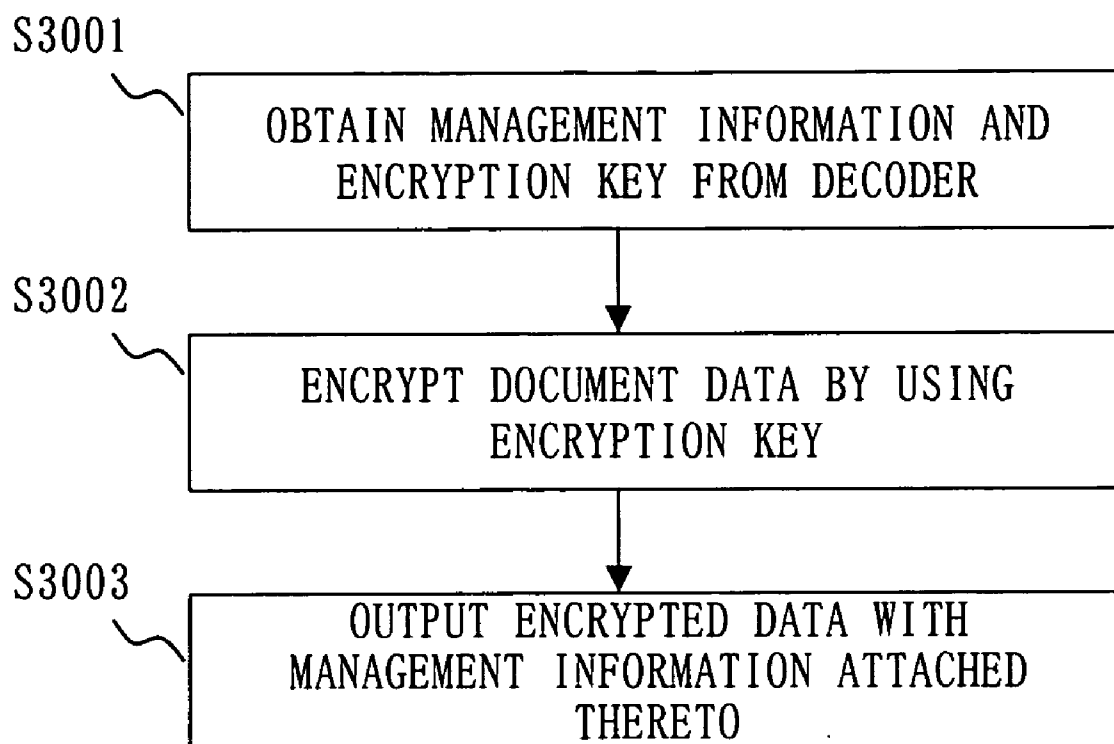 S3001
OBTAIN MANAGEMENT INFORMATION AND
ENCRYPTION KEY FROM DECODER
S3002
ENCRYPT DOCUMENT DATA BY USING
ENCRYPTION KEY
S3003
OUTPUT ENCRYPTED DATA WITH
MANAGEMENT INFORMATION ATTACHED
THERETO